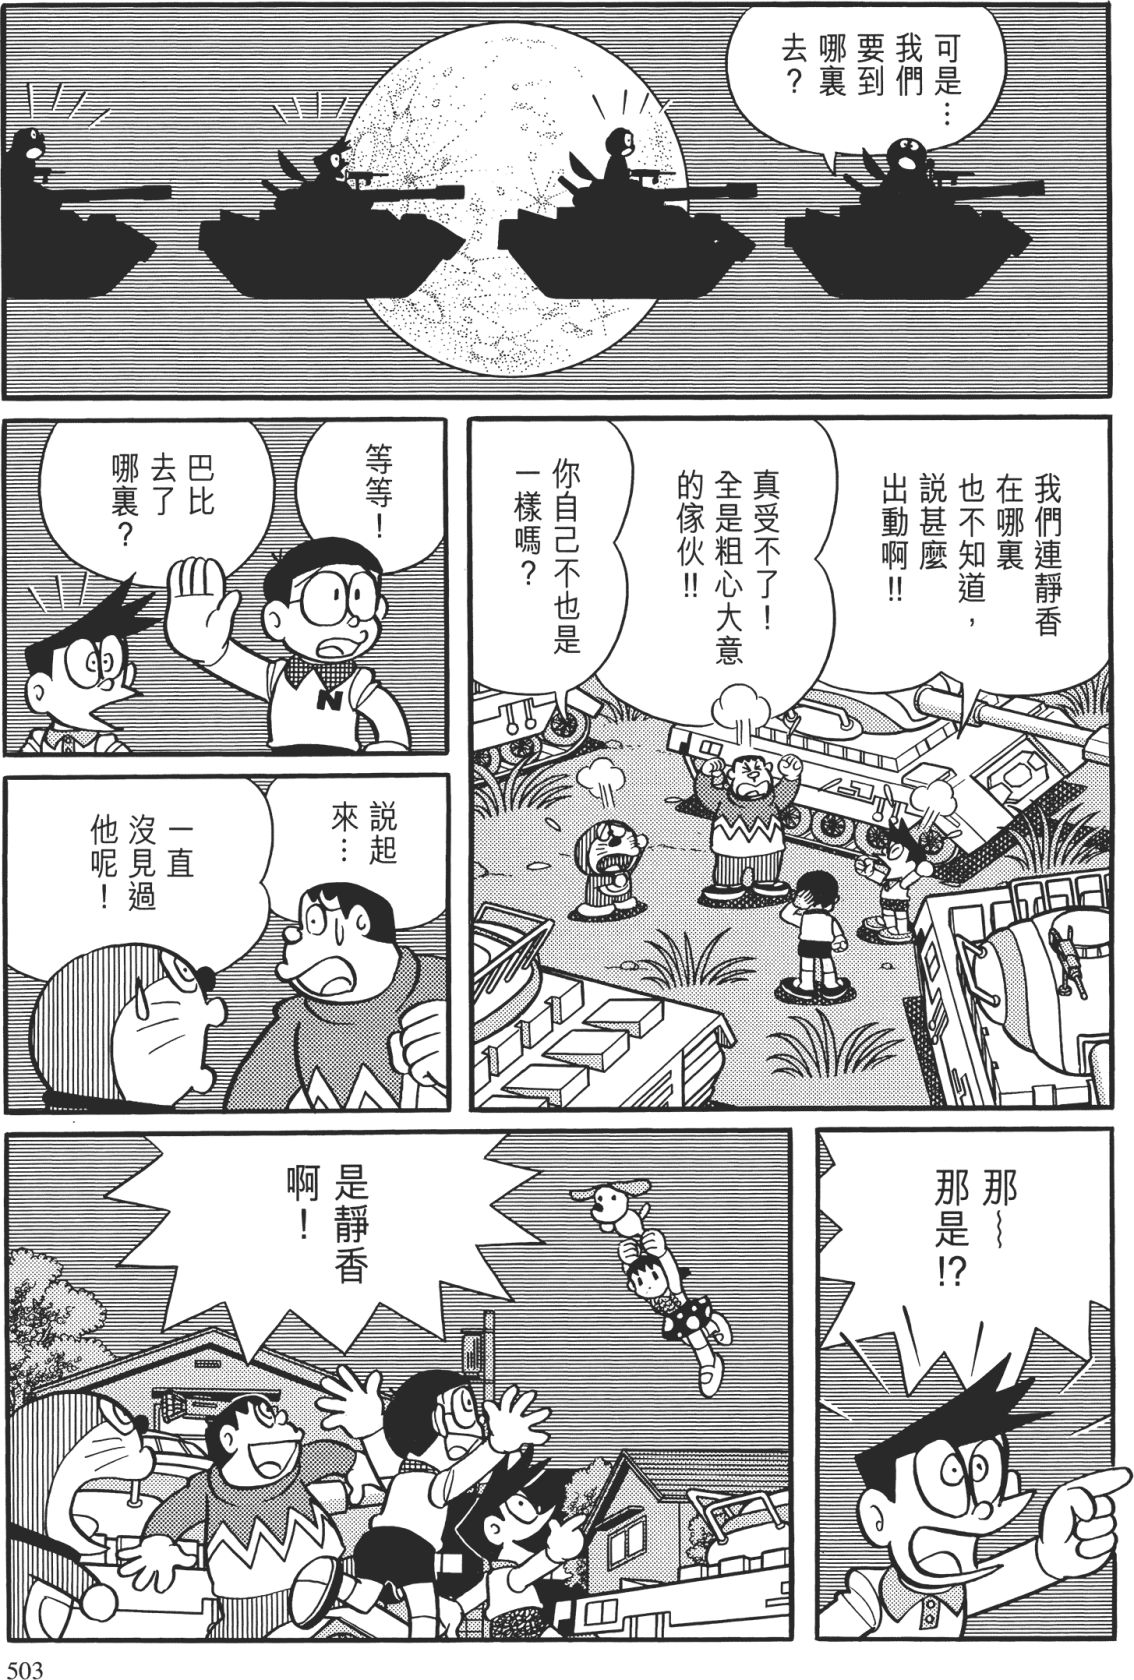 可是…
我們
要到
哪裏
去？
我們連靜香
在哪裏
也不知道，
說甚麼
出動啊！！
真受不了！
全是粗心大意
的傢伙！！
你自己不也是
一樣嗎？
等等！
巴比
去了
哪裏？
說起
來…
一直
沒見過
他呢！
那～
那是！？
是靜香
啊！
N
503